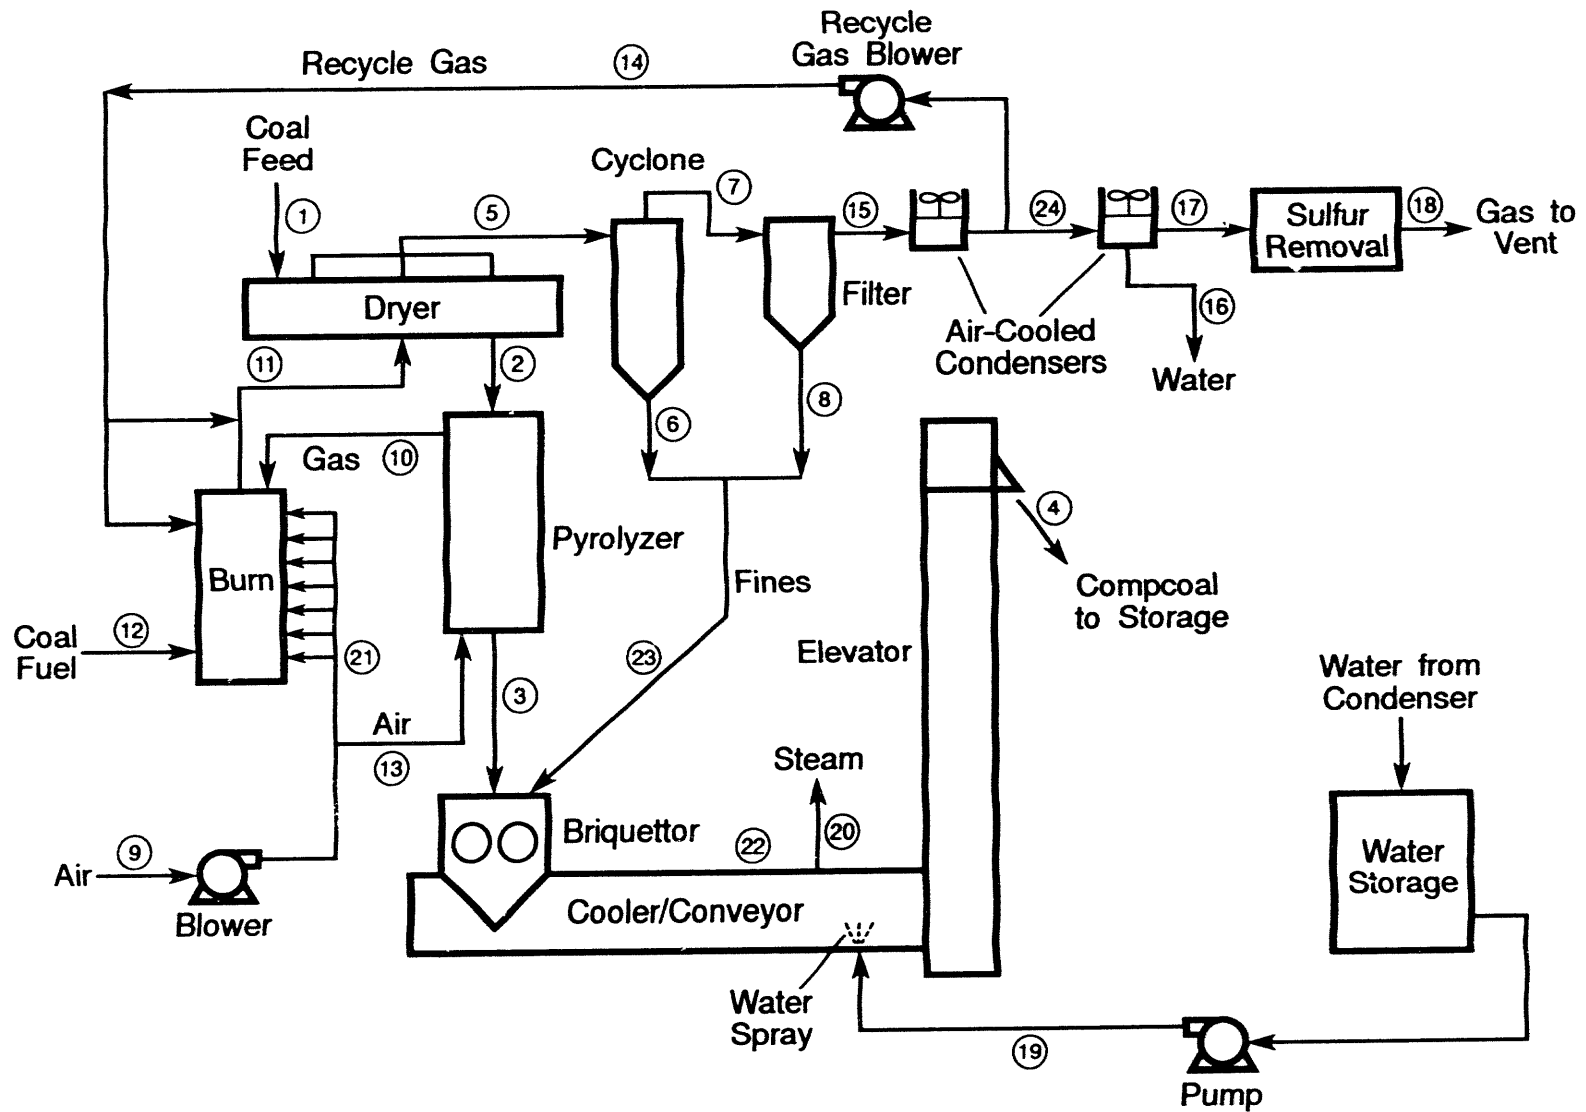 Recycle
Gas Blower
Recycle Gas
14
Coal
Feed
1
5
Cyclone
7
15
24
17
Sulfur
Removal
18
Gas to
Vent
Dryer
Filter
Air-Cooled
Condensers
16
Water
11
2
6
8
Gas
10
4
Pyrolyzer
Burn
Fines
Compcoal
to Storage
Coal
Fuel
12
21
23
Elevator
Water from
Condenser
3
Air
13
Steam
20
Briquettor
22
Air
9
Blower
Cooler/Conveyor
Water
Storage
Water
Spray
19
Pump